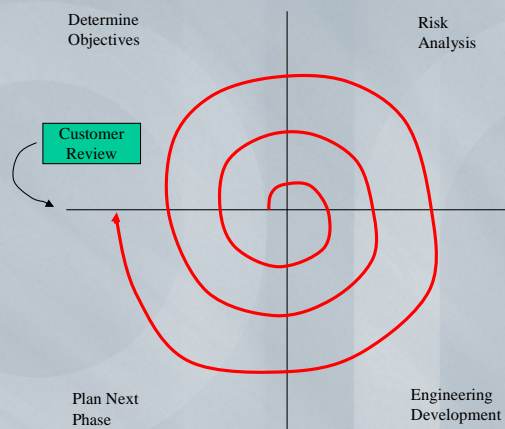 Determine
Objectives
Risk
Analysis
Customer
Review
Plan Next
Phase
Engineering
Development